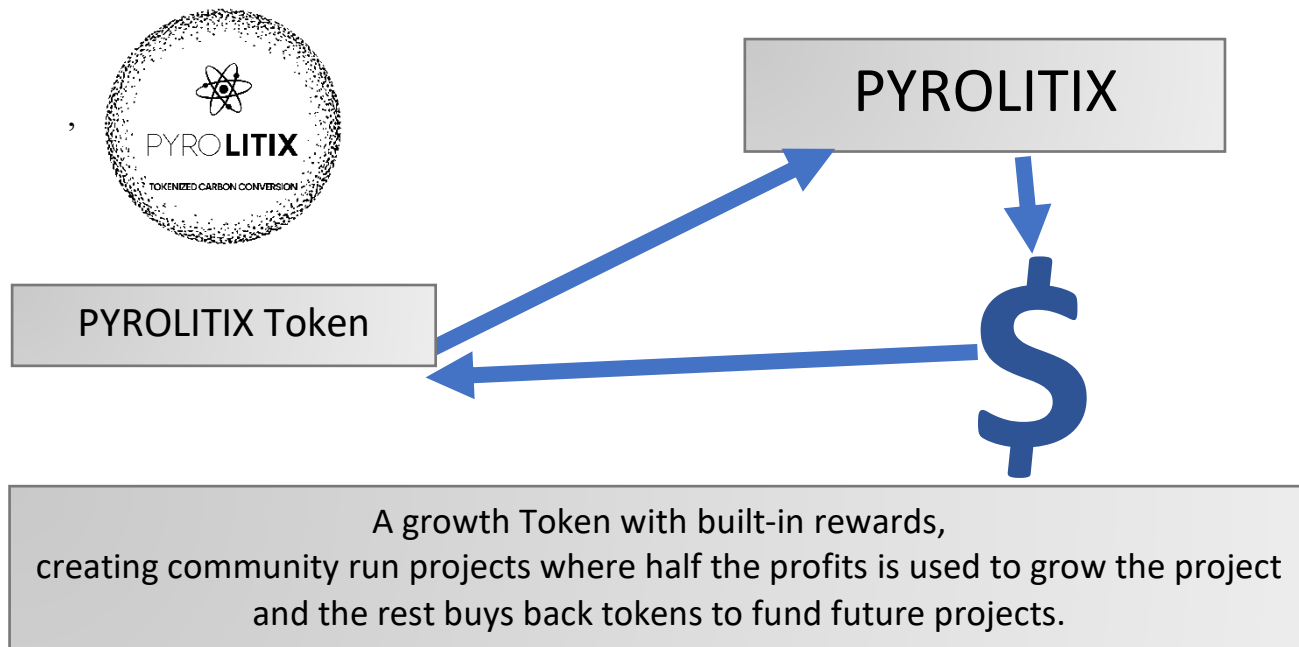 ,
PYROLITIX
TOKENIZED CARBON CONVERSION
PYROLITIX
PYROLITIX Token
$
A growth Token with built-in rewards,
creating community run projects where half the profits is used to grow the project
and the rest buys back tokens to fund future projects.